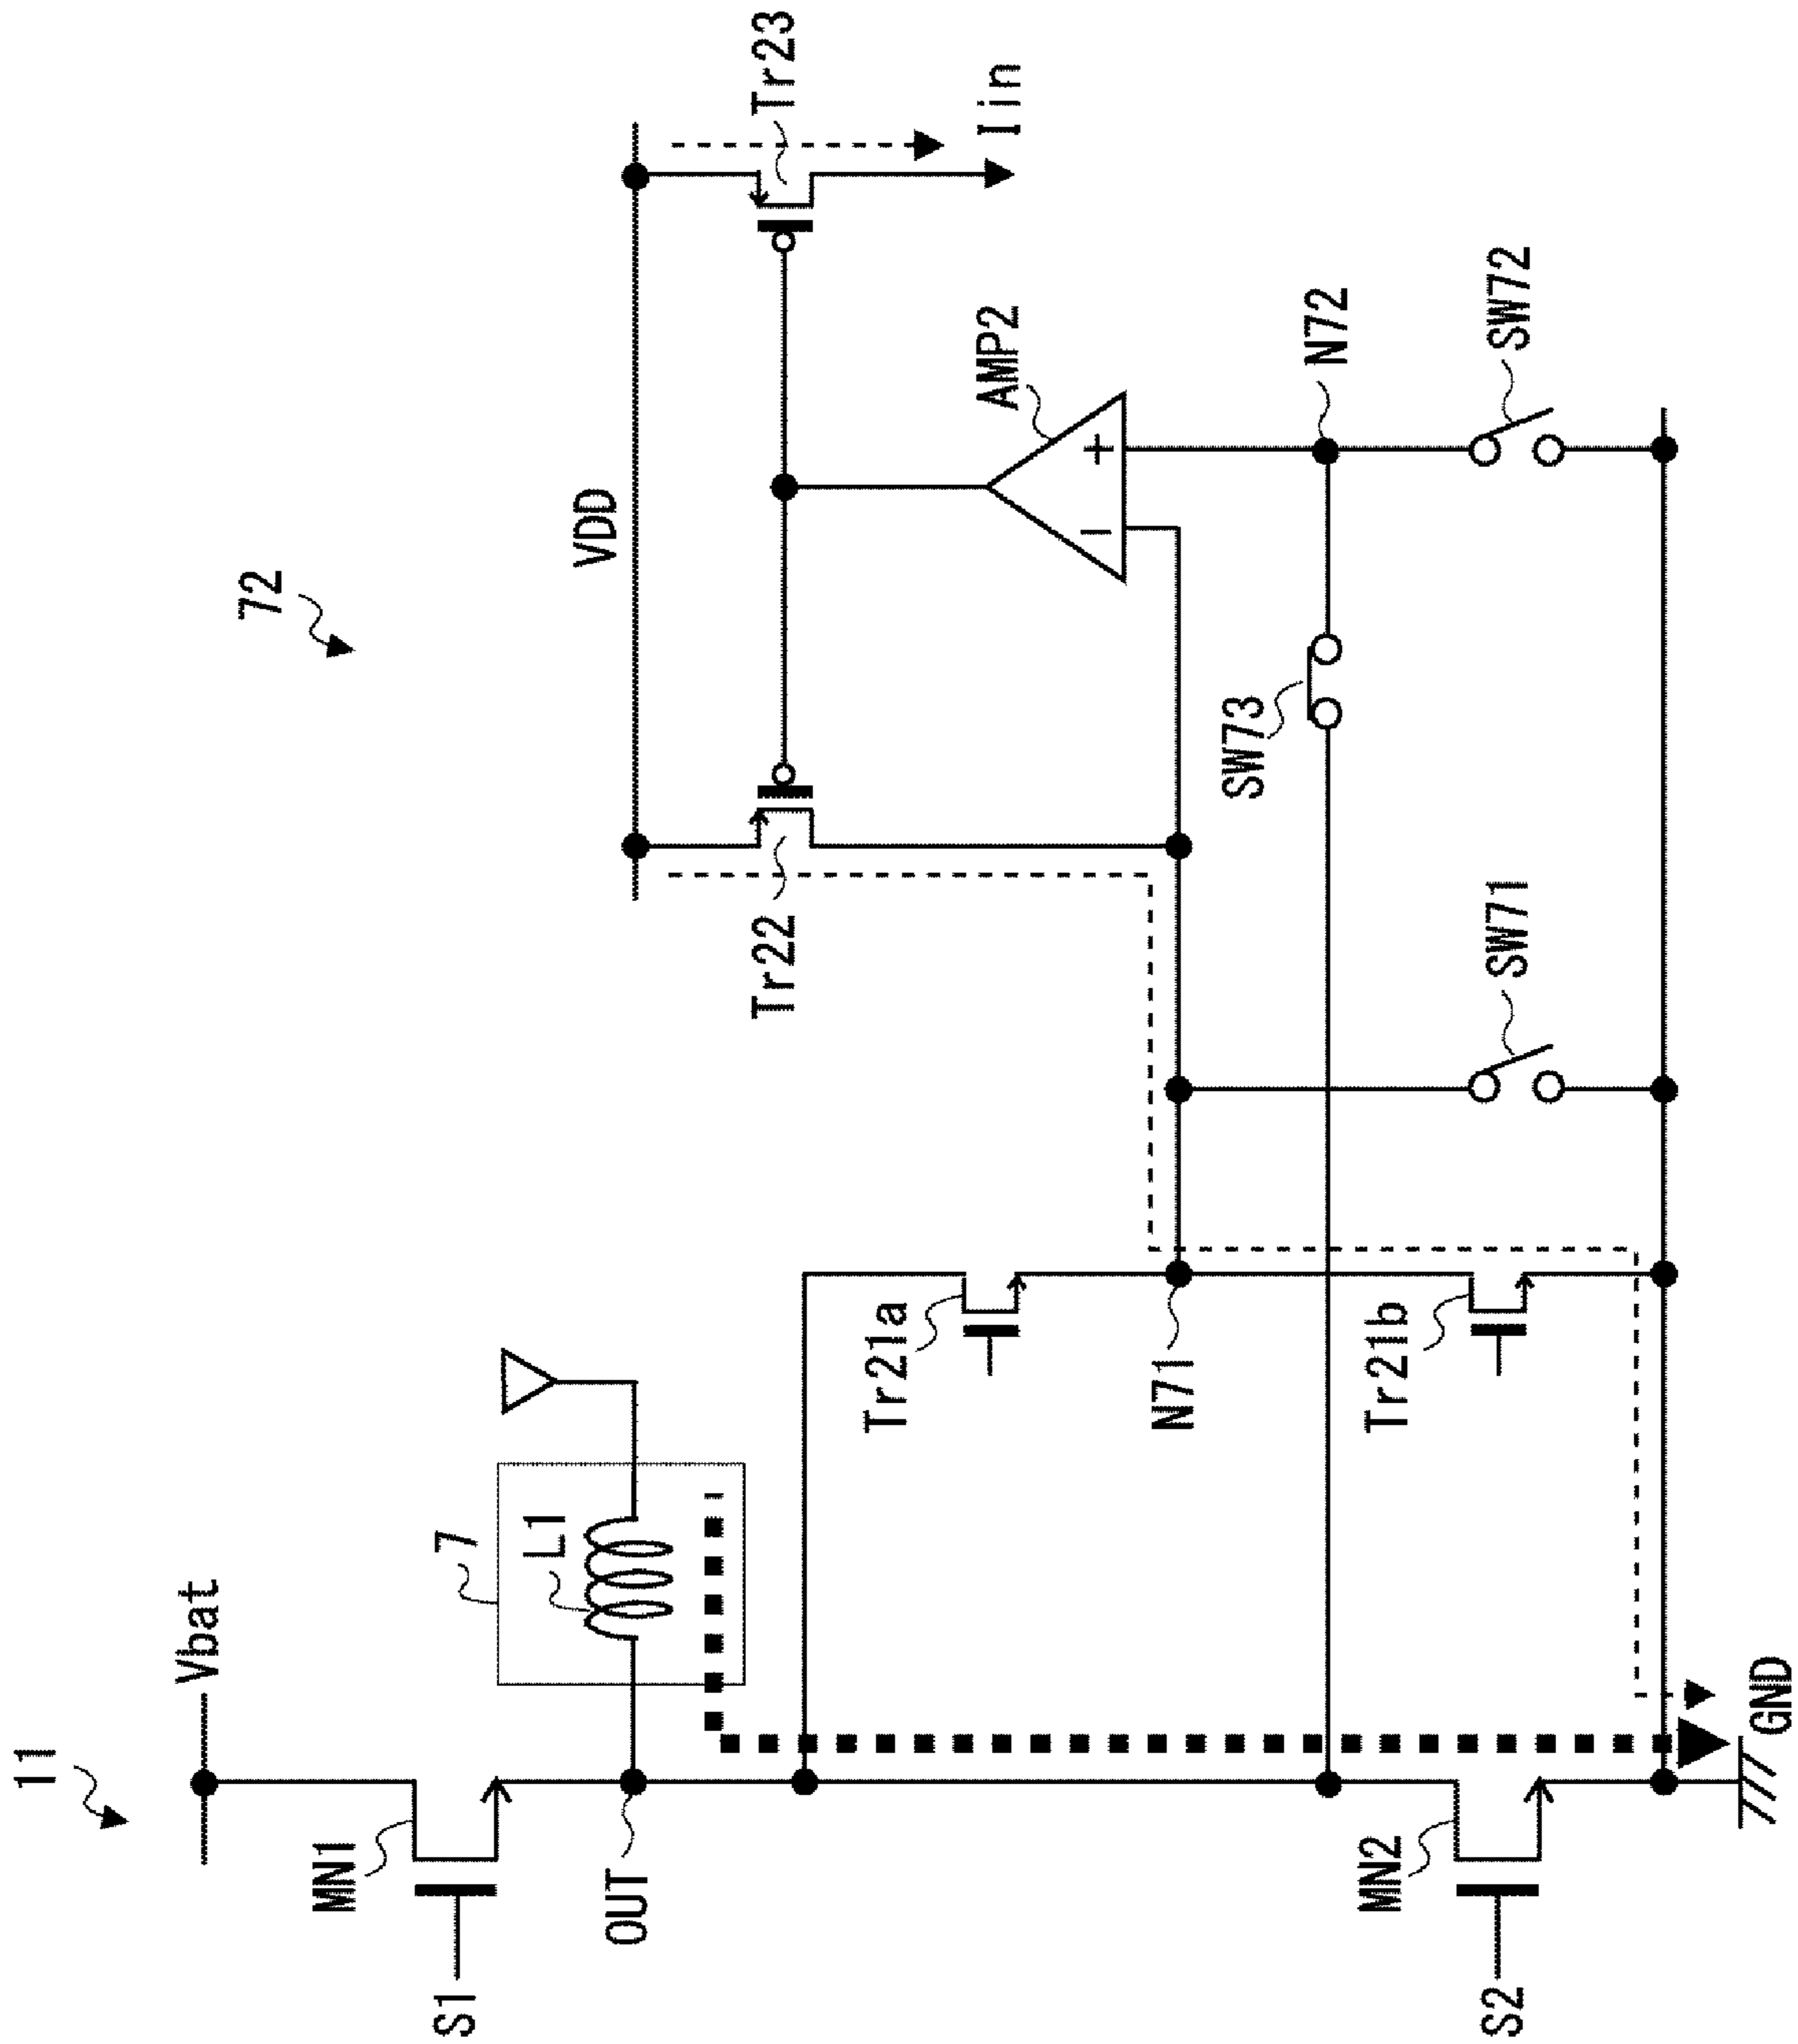 11
72
Vbat
MN1
S1
OUT
7
L1
VDD
Tr22
Tr23
Iin
AMP2
−
+
Tr21a
N71
Tr21b
SW73
N72
SW71
SW72
MN2
S2
GND